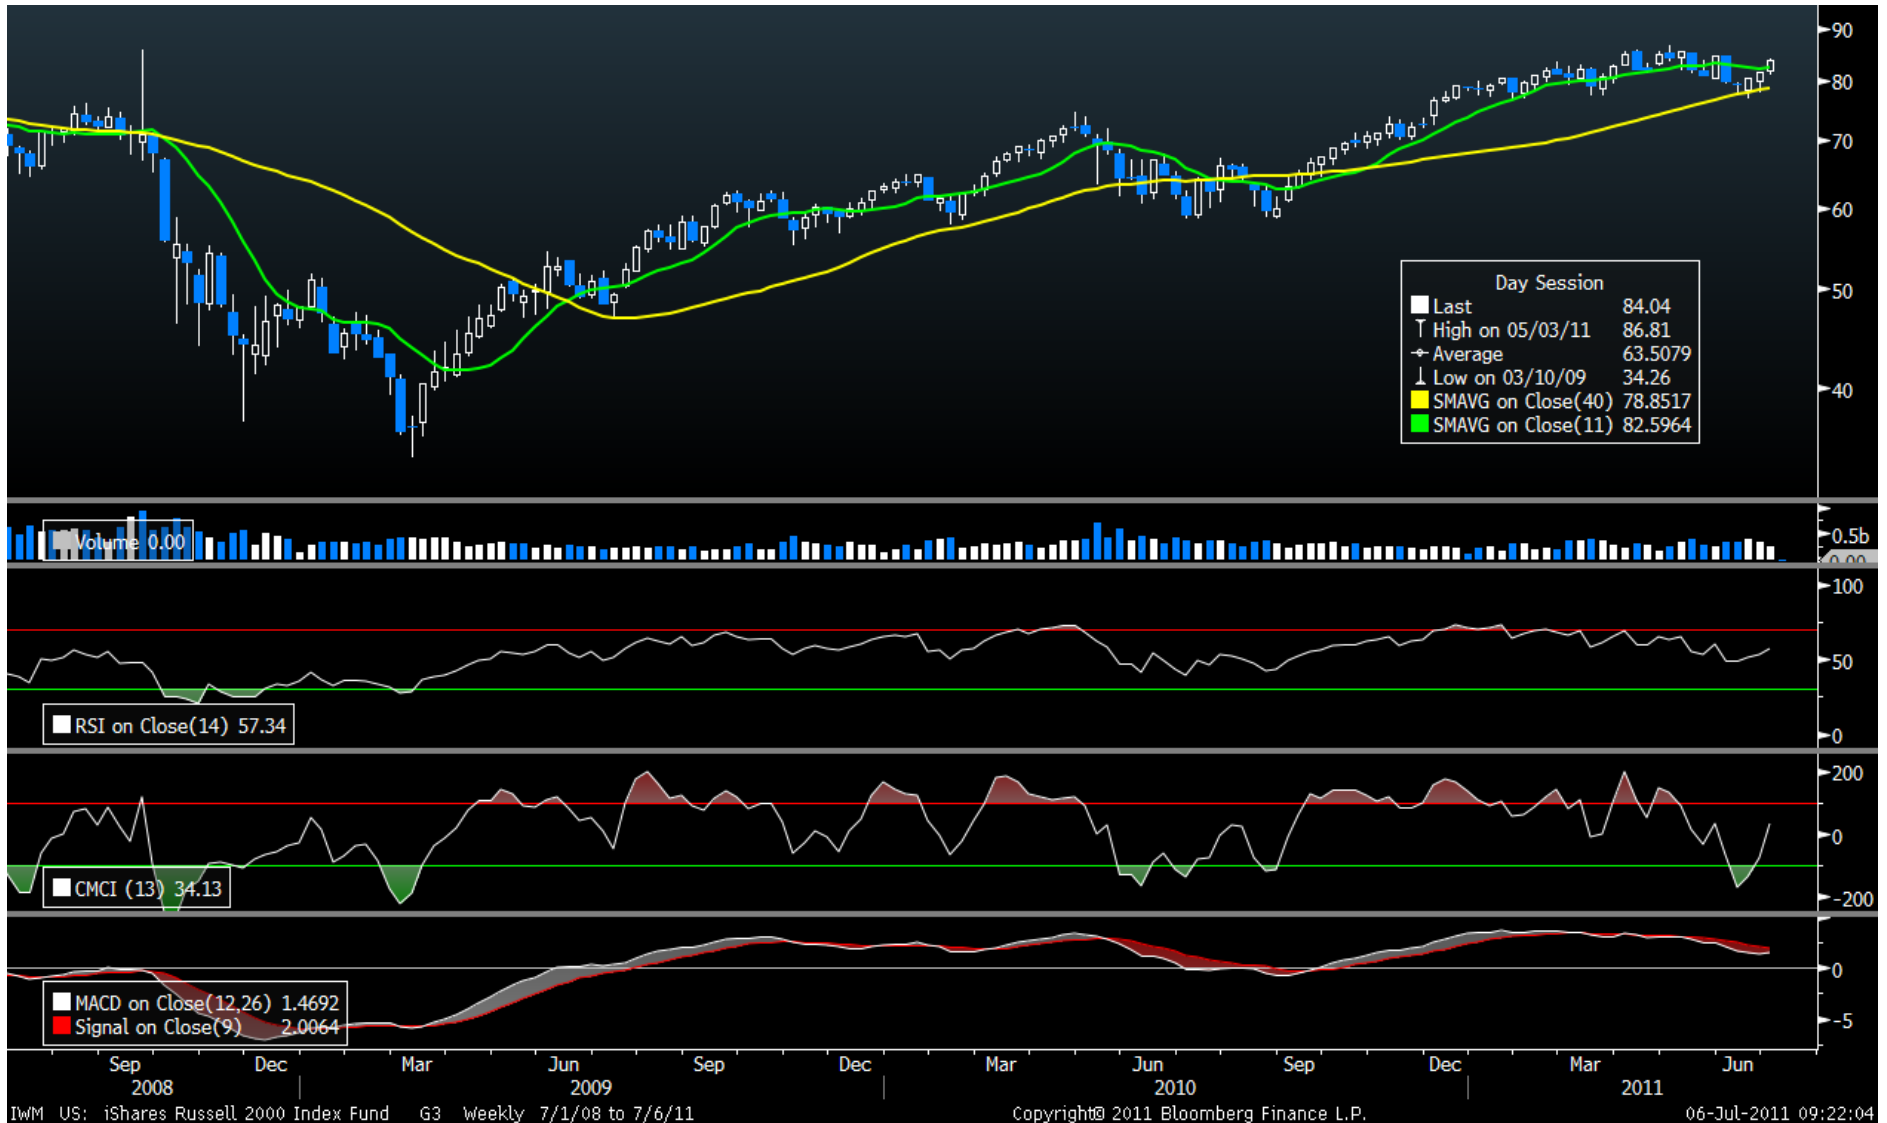 90
80
70
60
50
40
Day Session
Last 84.04
High on 05/03/11 86.81
Average 63.5079
Low on 03/10/09 34.26
SMAVG on Close(40) 78.8517
SMAVG on Close(11) 82.5964
Volume 0.00
0.5b
0.00
100
50
0
RSI on Close(14) 57.34
200
0
-200
CMCI (13) 34.13
0
-5
MACD on Close(12,26) 1.4692
Signal on Close(9) 2.0064
Sep Dec Mar Jun Sep Dec Mar Jun Sep Dec Mar Jun
2008 2009 2010 2011
IWM US: iShares Russell 2000 Index Fund G3 Weekly 7/1/08 to 7/6/11 Copyright© 2011 Bloomberg Finance L.P. 06-Jul-2011 09:22:04